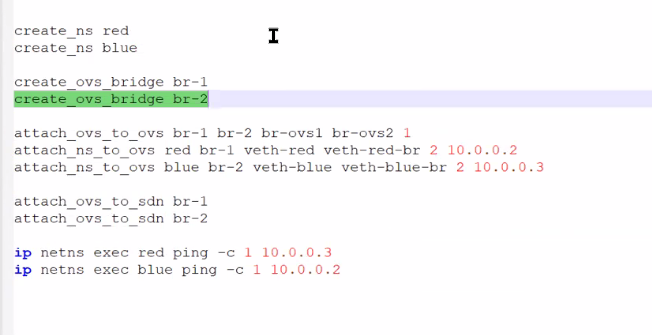 create_ns red
create_ns blue
create_ovs_bridge br-1
create_ovs_bridge br-2
attach_ovs_to_ovs br-1 br-2 br-ovs1 br-ovs2 1
attach_ns_to_ovs red br-1 veth-red veth-red-br 2 10.0.0.2
attach_ns_to_ovs blue br-2 veth-blue veth-blue-br 2 10.0.0.3
attach_ovs_to_sdn br-1
attach_ovs_to_sdn br-2
ip netns exec red ping -c 1 10.0.0.3
ip netns exec blue ping -c 1 10.0.0.2